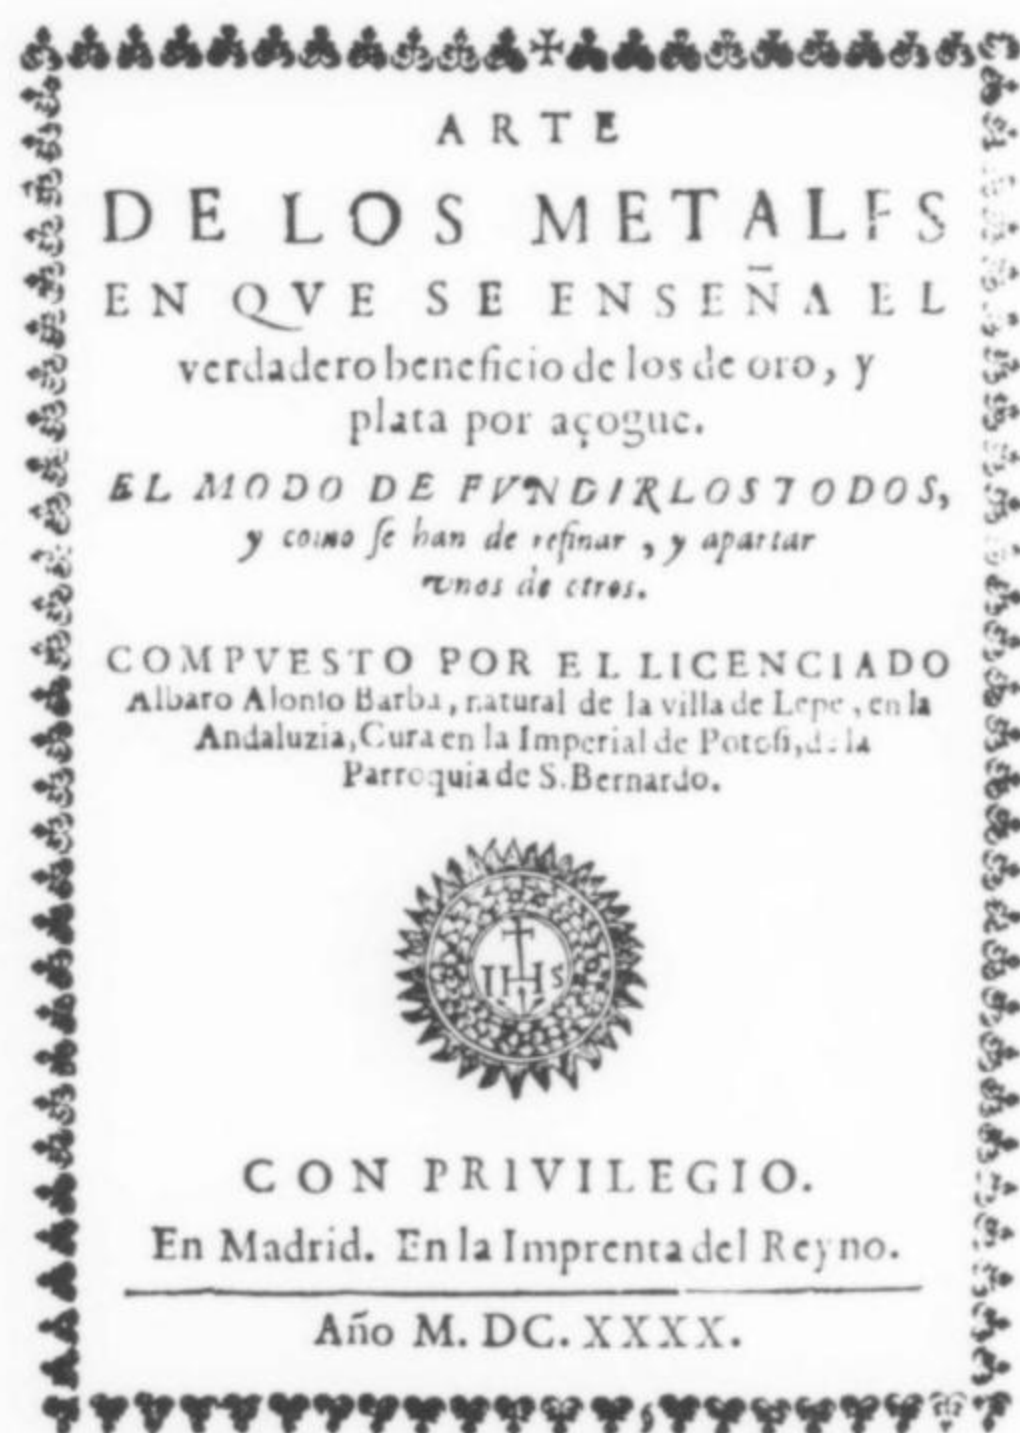 ARTE
DE LOS METALES
EN QVE SE ENSEÑA EL
verdadero beneficio de los de oro, y
plata por açogue.
EL MODO DE FVNDIRLOS TODOS,
y como ſe han de refinar, y apartar
vnos de otros.
COMPVESTO POR EL LICENCIADO
Albaro Alonſo Barba, natural de la villa de Lepe, en la
Andaluzia, Cura en la Imperial de Potoſi, de la
Parroquia de S. Bernardo.
IHS
CON PRIVILEGIO.
En Madrid. En la Imprenta del Reyno.
Año M. DC. XXXX.